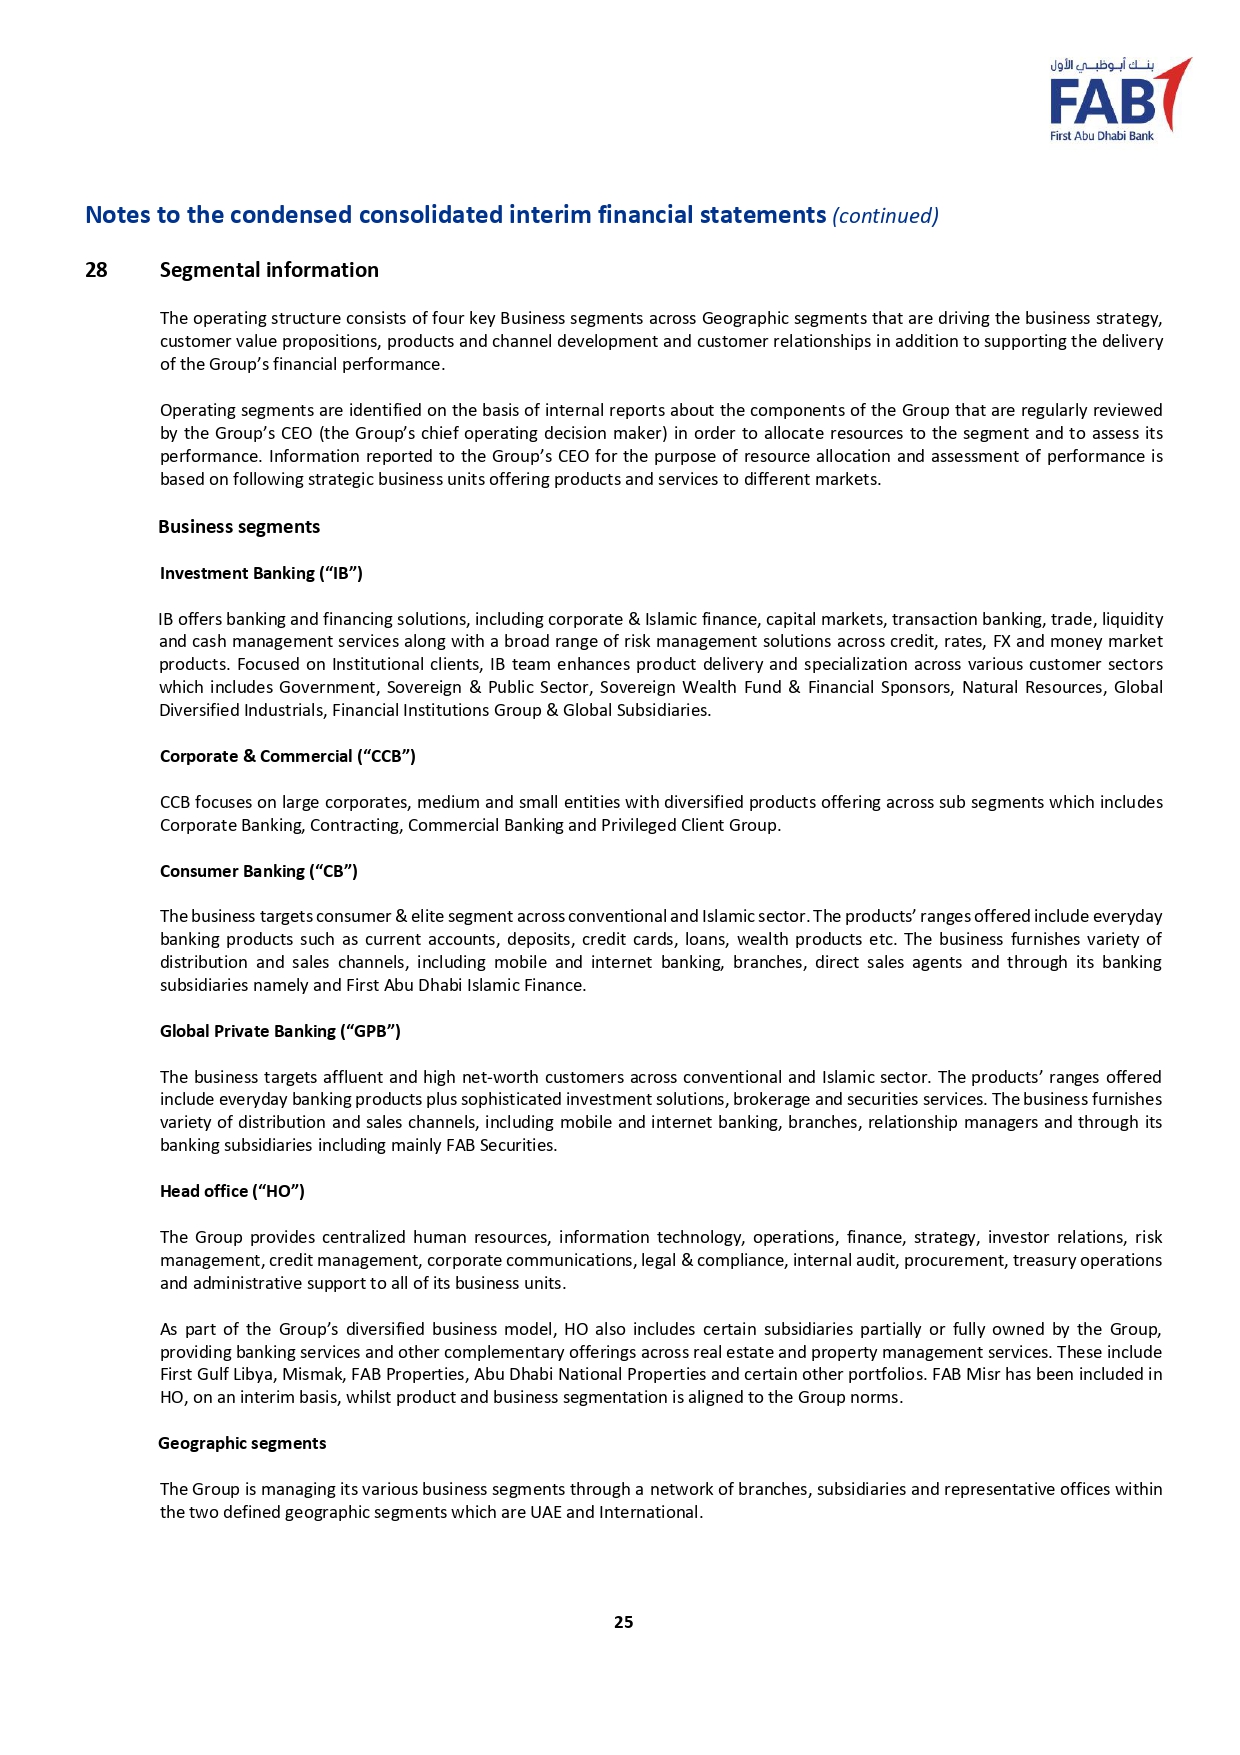 بنك أبوظبي الأول
FAB
First Abu Dhabi Bank
Notes to the condensed consolidated interim financial statements (continued)
28 Segmental information
The operating structure consists of four key Business segments across Geographic segments that are driving the business strategy,
customer value propositions, products and channel development and customer relationships in addition to supporting the delivery
of the Group’s financial performance.
Operating segments are identified on the basis of internal reports about the components of the Group that are regularly reviewed
by the Group’s CEO (the Group’s chief operating decision maker) in order to allocate resources to the segment and to assess its
performance. Information reported to the Group’s CEO for the purpose of resource allocation and assessment of performance is
based on following strategic business units offering products and services to different markets.
Business segments
Investment Banking (“IB”)
IB offers banking and financing solutions, including corporate & Islamic finance, capital markets, transaction banking, trade, liquidity
and cash management services along with a broad range of risk management solutions across credit, rates, FX and money market
products. Focused on Institutional clients, IB team enhances product delivery and specialization across various customer sectors
which includes Government, Sovereign & Public Sector, Sovereign Wealth Fund & Financial Sponsors, Natural Resources, Global
Diversified Industrials, Financial Institutions Group & Global Subsidiaries.
Corporate & Commercial (“CCB”)
CCB focuses on large corporates, medium and small entities with diversified products offering across sub segments which includes
Corporate Banking, Contracting, Commercial Banking and Privileged Client Group.
Consumer Banking (“CB”)
The business targets consumer & elite segment across conventional and Islamic sector. The products’ ranges offered include everyday
banking products such as current accounts, deposits, credit cards, loans, wealth products etc. The business furnishes variety of
distribution and sales channels, including mobile and internet banking, branches, direct sales agents and through its banking
subsidiaries namely and First Abu Dhabi Islamic Finance.
Global Private Banking (“GPB”)
The business targets affluent and high net-worth customers across conventional and Islamic sector. The products’ ranges offered
include everyday banking products plus sophisticated investment solutions, brokerage and securities services. The business furnishes
variety of distribution and sales channels, including mobile and internet banking, branches, relationship managers and through its
banking subsidiaries including mainly FAB Securities.
Head office (“HO”)
The Group provides centralized human resources, information technology, operations, finance, strategy, investor relations, risk
management, credit management, corporate communications, legal & compliance, internal audit, procurement, treasury operations
and administrative support to all of its business units.
As part of the Group’s diversified business model, HO also includes certain subsidiaries partially or fully owned by the Group,
providing banking services and other complementary offerings across real estate and property management services. These include
First Gulf Libya, Mismak, FAB Properties, Abu Dhabi National Properties and certain other portfolios. FAB Misr has been included in
HO, on an interim basis, whilst product and business segmentation is aligned to the Group norms.
Geographic segments
The Group is managing its various business segments through a network of branches, subsidiaries and representative offices within
the two defined geographic segments which are UAE and International.
25